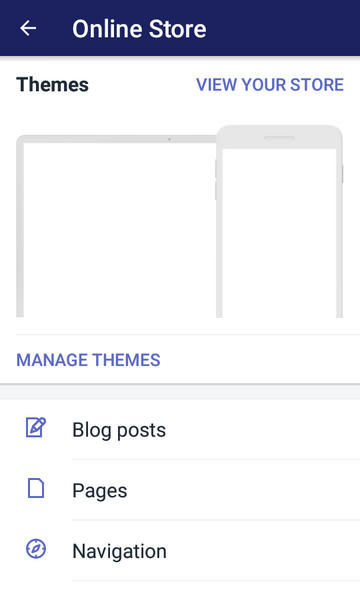 Online Store
Themes VIEW YOUR STORE
MANAGE THEMES
Blog posts
Pages
Navigation